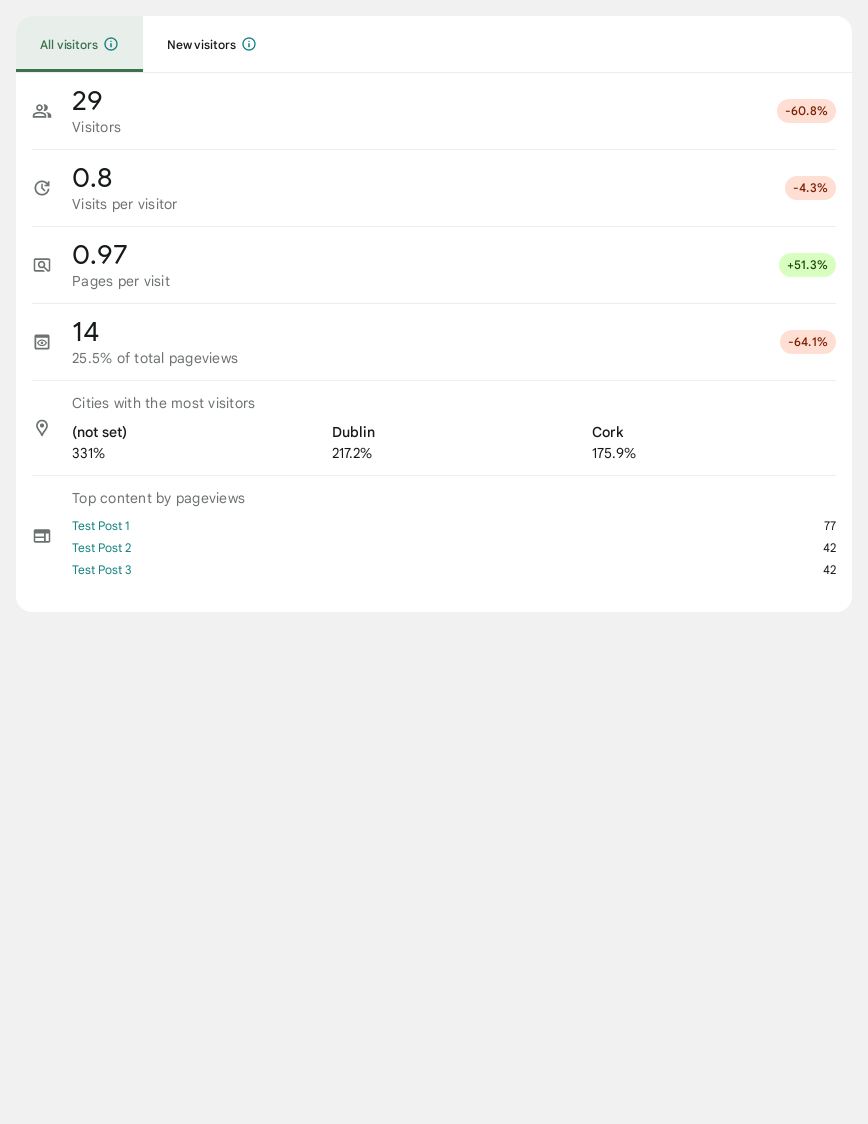 All visitors
New visitors
29
Visitors
-60.8%
0.8
Visits per visitor
-4.3%
0.97
Pages per visit
+51.3%
14
25.5% of total pageviews
-64.1%
Cities with the most visitors
(not set) Dublin Cork
331% 217.2% 175.9%
Top content by pageviews
Test Post 1 77
Test Post 2 42
Test Post 3 42